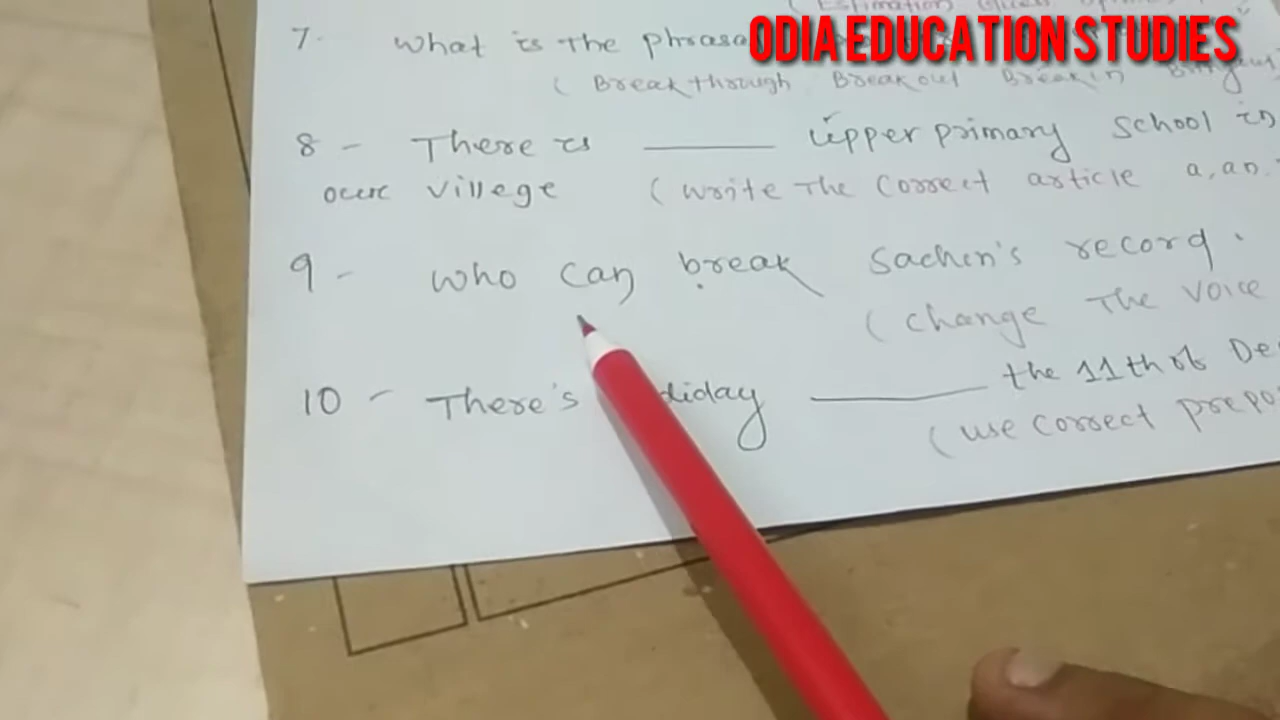 ODIA EDUCATION STUDIES
7. What is the phrasa
( Break through Break out Break in
8 - There is ______ Upper primary School in
our villege ( write The Correct article a, an.
9 - Who Can break Sachin's record.
( Change The Voice
10 - There's diday ______ the 11th of De
( use Correct prepo